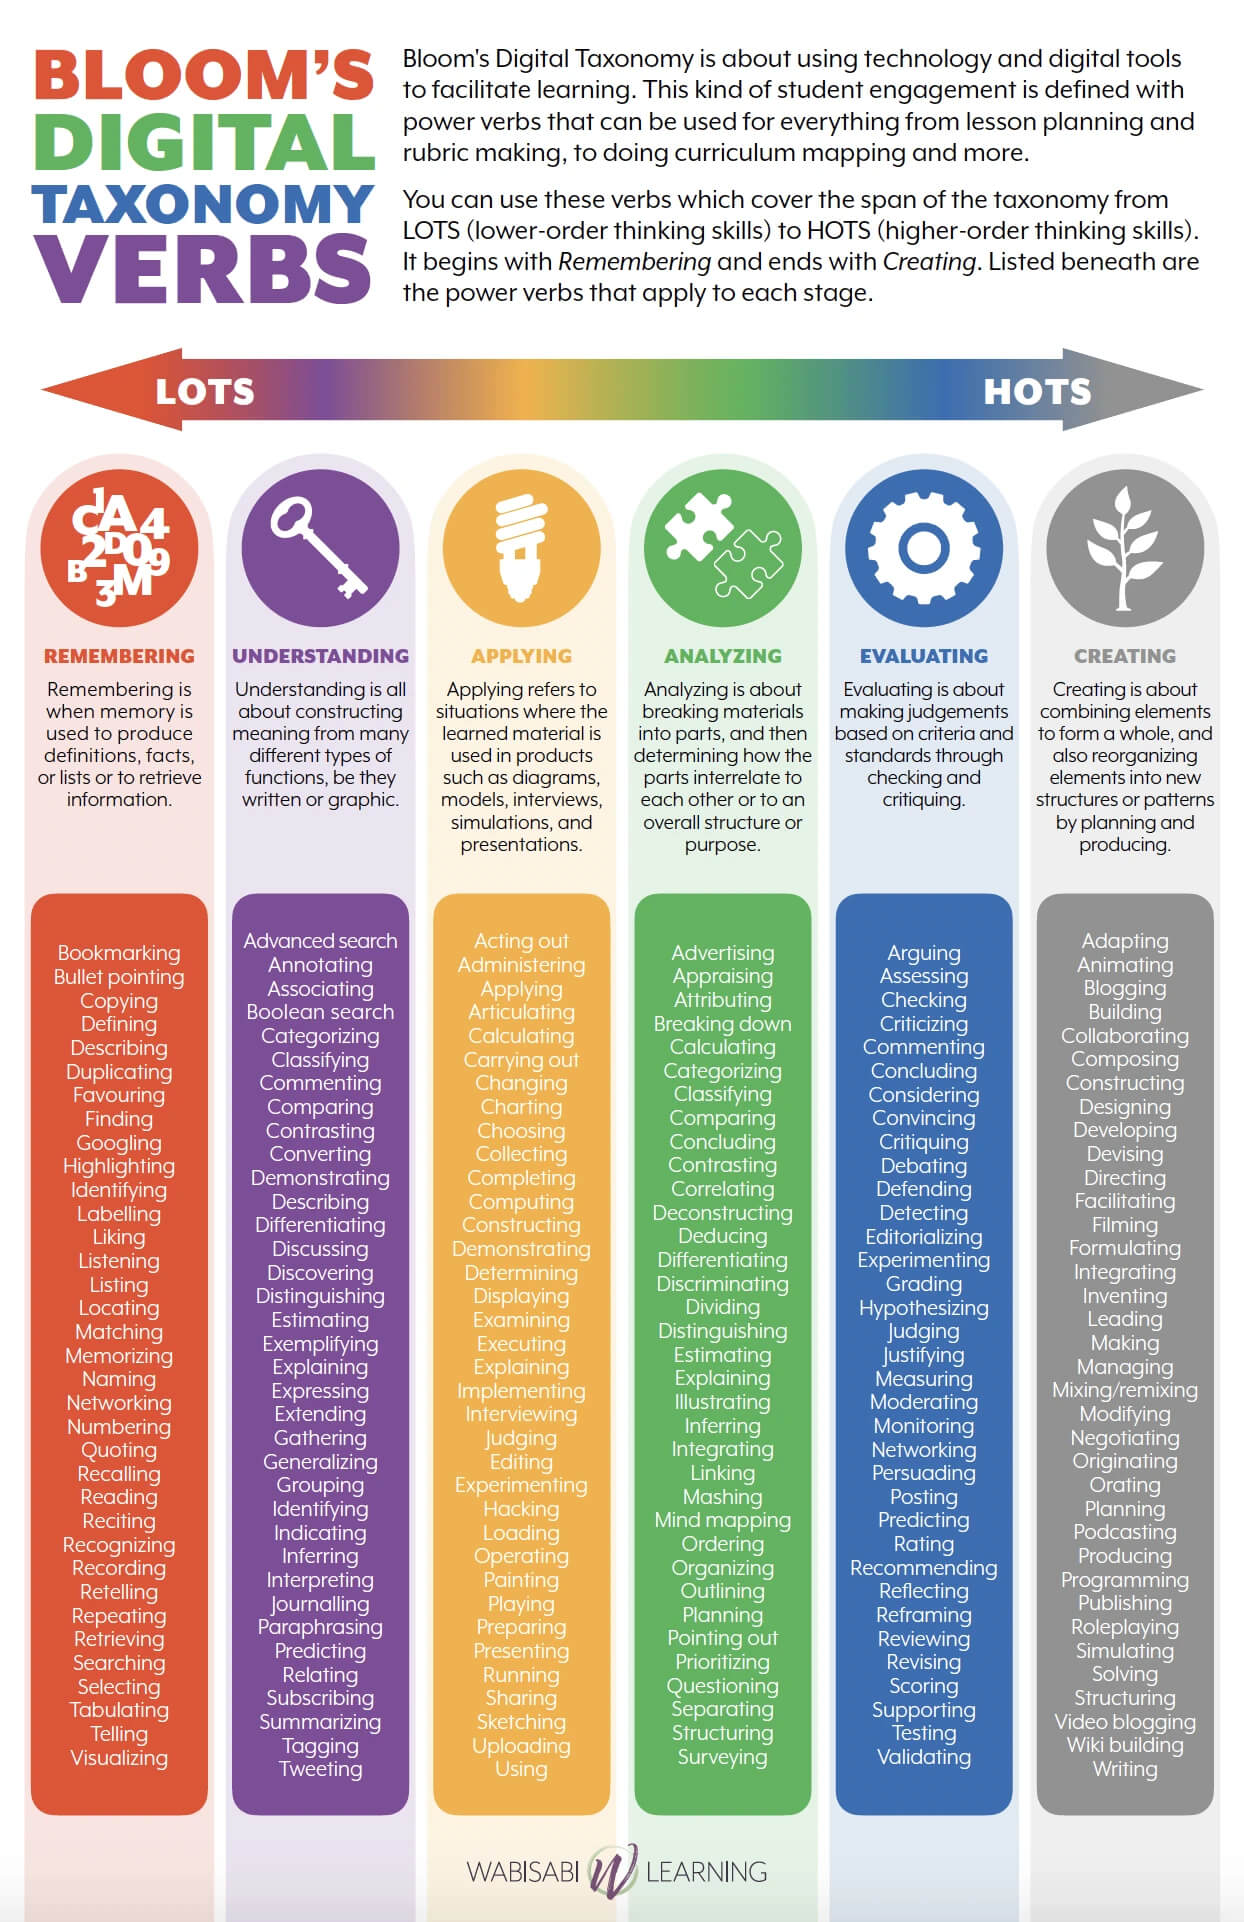 BLOOM'S
DIGITAL
TAXONOMY
VERBS
Bloom's Digital Taxonomy is about using technology and digital tools
to facilitate learning. This kind of student engagement is defined with
power verbs that can be used for everything from lesson planning and
rubric making, to doing curriculum mapping and more.
You can use these verbs which cover the span of the taxonomy from
LOTS (lower-order thinking skills) to HOTS (higher-order thinking skills).
It begins with Remembering and ends with Creating. Listed beneath are
the power verbs that apply to each stage.
LOTS
HOTS
1
C A 4
2 D 0 9
B 3 M
REMEMBERING
Remembering is
when memory is
used to produce
definitions, facts,
or lists or to retrieve
information.
Bookmarking
Bullet pointing
Copying
Defining
Describing
Duplicating
Favouring
Finding
Googling
Highlighting
Identifying
Labelling
Liking
Listening
Listing
Locating
Matching
Memorizing
Naming
Networking
Numbering
Quoting
Recalling
Reading
Reciting
Recognizing
Recording
Retelling
Repeating
Retrieving
Searching
Selecting
Tabulating
Telling
Visualizing
UNDERSTANDING
Understanding is all
about constructing
meaning from many
different types of
functions, be they
written or graphic.
Advanced search
Annotating
Associating
Boolean search
Categorizing
Classifying
Commenting
Comparing
Contrasting
Converting
Demonstrating
Describing
Differentiating
Discussing
Discovering
Distinguishing
Estimating
Exemplifying
Explaining
Expressing
Extending
Gathering
Generalizing
Grouping
Identifying
Indicating
Inferring
Interpreting
Journalling
Paraphrasing
Predicting
Relating
Subscribing
Summarizing
Tagging
Tweeting
APPLYING
Applying refers to
situations where the
learned material is
used in products
such as diagrams,
models, interviews,
simulations, and
presentations.
Acting out
Administering
Applying
Articulating
Calculating
Carrying out
Changing
Charting
Choosing
Collecting
Completing
Computing
Constructing
Demonstrating
Determining
Displaying
Examining
Executing
Explaining
Implementing
Interviewing
Judging
Editing
Experimenting
Hacking
Loading
Operating
Painting
Playing
Preparing
Presenting
Running
Sharing
Sketching
Uploading
Using
ANALYZING
Analyzing is about
breaking materials
into parts, and then
determining how the
parts interrelate to
each other or to an
overall structure or
purpose.
Advertising
Appraising
Attributing
Breaking down
Calculating
Categorizing
Classifying
Comparing
Concluding
Contrasting
Correlating
Deconstructing
Deducing
Differentiating
Discriminating
Dividing
Distinguishing
Estimating
Explaining
Illustrating
Inferring
Integrating
Linking
Mashing
Mind mapping
Ordering
Organizing
Outlining
Planning
Pointing out
Prioritizing
Questioning
Separating
Structuring
Surveying
EVALUATING
Evaluating is about
making judgements
based on criteria and
standards through
checking and
critiquing.
Arguing
Assessing
Checking
Criticizing
Commenting
Concluding
Considering
Convincing
Critiquing
Debating
Defending
Detecting
Editorializing
Experimenting
Grading
Hypothesizing
Judging
Justifying
Measuring
Moderating
Monitoring
Networking
Persuading
Posting
Predicting
Rating
Recommending
Reflecting
Reframing
Reviewing
Revising
Scoring
Supporting
Testing
Validating
CREATING
Creating is about
combining elements
to form a whole, and
also reorganizing
elements into new
structures or patterns
by planning and
producing.
Adapting
Animating
Blogging
Building
Collaborating
Composing
Constructing
Designing
Developing
Devising
Directing
Facilitating
Filming
Formulating
Integrating
Inventing
Leading
Making
Managing
Mixing/remixing
Modifying
Negotiating
Originating
Orating
Planning
Podcasting
Producing
Programming
Publishing
Roleplaying
Simulating
Solving
Structuring
Video blogging
Wiki building
Writing
WABISABI W LEARNING